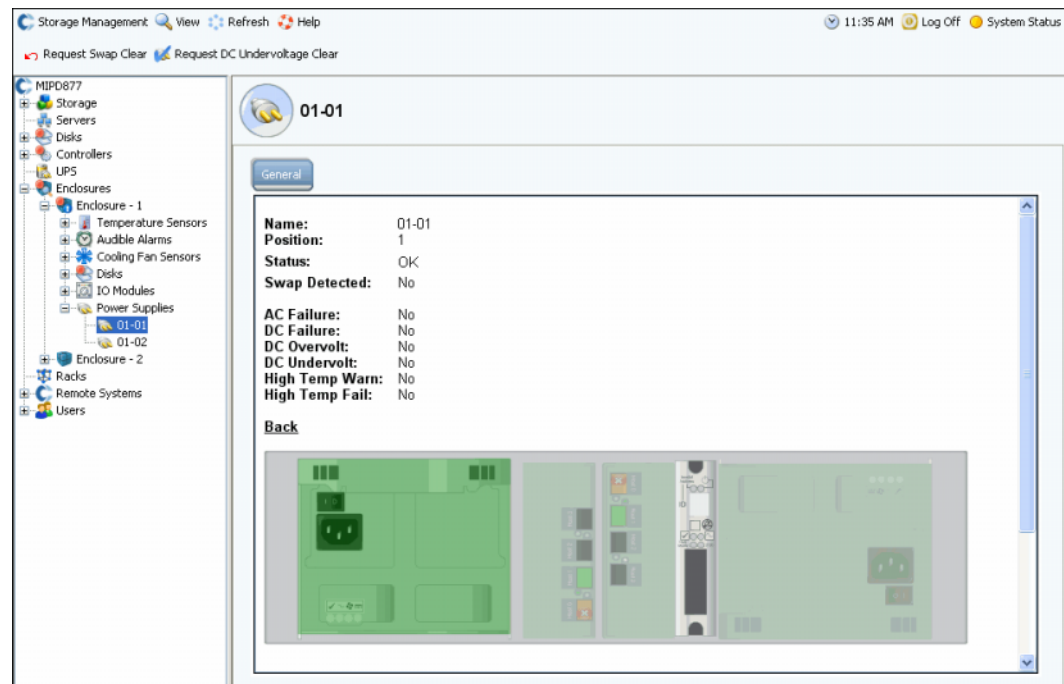 Storage Management View Refresh Help 11:35 AM Log Off System Status
Request Swap Clear Request DC Undervoltage Clear
MIPD877
Storage
Servers
Disks
Controllers
UPS
Enclosures
Enclosure - 1
Temperature Sensors
Audible Alarms
Cooling Fan Sensors
Disks
IO Modules
Power Supplies
01-01
01-02
Enclosure - 2
Racks
Remote Systems
Users
01-01
General
Name: 01-01
Position: 1
Status: OK
Swap Detected: No
AC Failure: No
DC Failure: No
DC Overvolt: No
DC Undervolt: No
High Temp Warn: No
High Temp Fail: No
Back